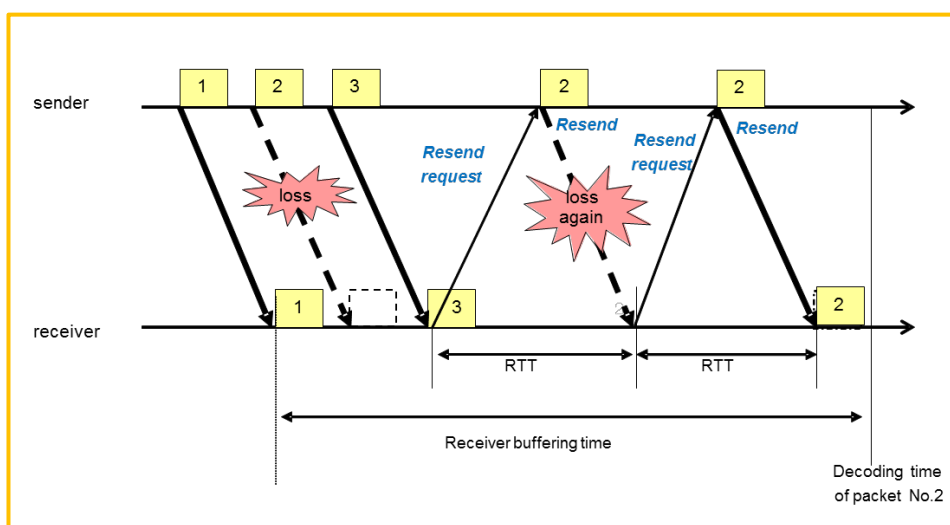 1
2
3
2
2
sender
Resend
Resend
Resend
request
Resend
request
loss
loss
again
1
3
2
2
receiver
RTT
RTT
Receiver buffering time
Decoding time
of packet No.2